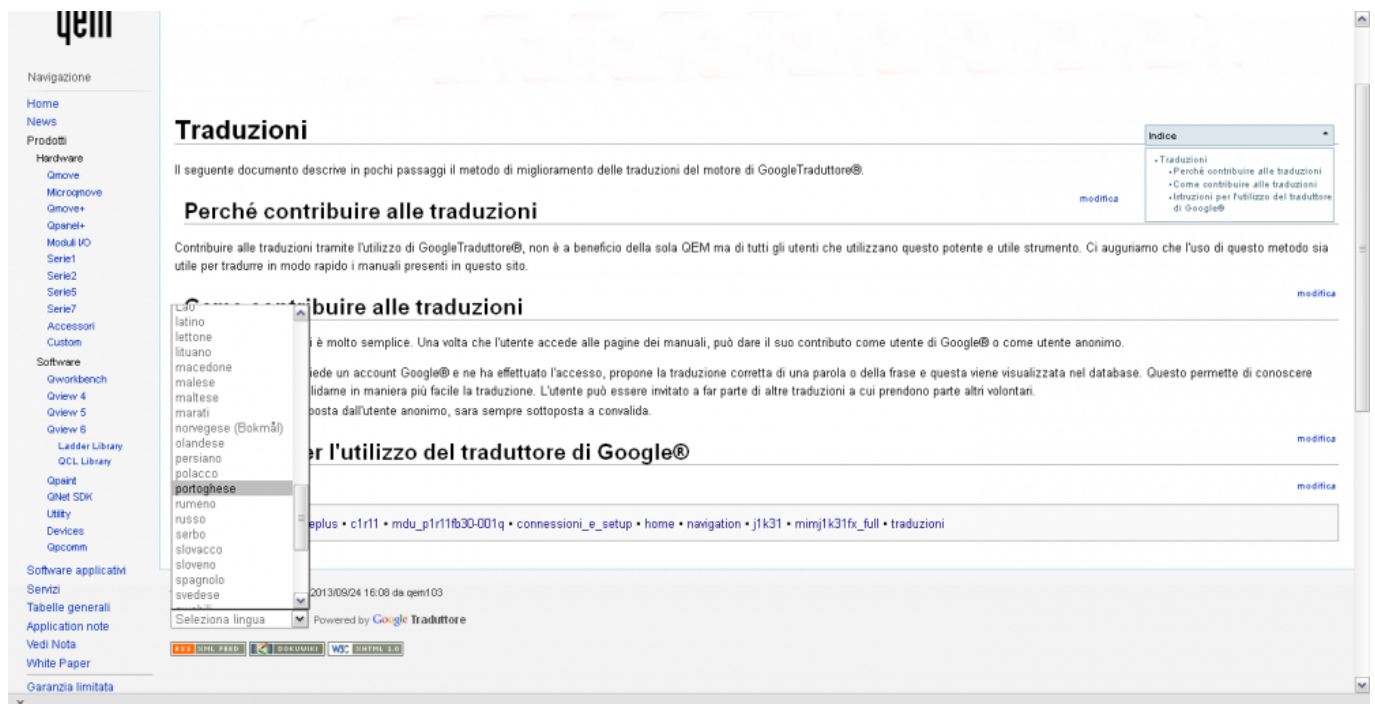 qem
Navigazione
Home
News
Prodotti
Hardware
Qmove
Microqmove
Qmove+
Qpanel+
Moduli I/O
Serie1
Serie2
Serie5
Serie7
Accessori
Custom
Software
Qworkbench
Qview 4
Qview 5
Qview 6
Ladder Library
QCL Library
Qpaint
QNet SDK
Utility
Devices
Qpcomm
Software applicativi
Servizi
Tabelle generali
Application note
Vedi Nota
White Paper
Garanzia limitata
Traduzioni
Il seguente documento descrive in pochi passaggi il metodo di miglioramento delle traduzioni del motore di GoogleTraduttore®.
modifica
Perché contribuire alle traduzioni
Contribuire alle traduzioni tramite l'utilizzo di GoogleTraduttore®, non è a beneficio della sola QEM ma di tutti gli utenti che utilizzano questo potente e utile strumento. Ci auguriamo che l'uso di questo metodo sia
utile per tradurre in modo rapido i manuali presenti in questo sito.
modifica
buire alle traduzioni
i è molto semplice. Una volta che l'utente accede alle pagine dei manuali, può dare il suo contributo come utente di Google® o come utente anonimo.
iede un account Google® e ne ha effettuato l'accesso, propone la traduzione corretta di una parola o della frase e questa viene visualizzata nel database. Questo permette di conoscere
lidarne in maniera più facile la traduzione. L'utente può essere invitato a far parte di altre traduzioni a cui prendono parte altri volontari.
osta dall'utente anonimo, sara sempre sottoposta a convalida.
modifica
er l'utilizzo del traduttore di Google®
modifica
eplus • c1r11 • mdu_p1r11fb30-001q • connessioni_e_setup • home • navigation • j1k31 • mimj1k31fx_full • traduzioni
2013/09/24 16:08 da qem103
Lao
latino
lettone
lituano
macedone
malese
maltese
marati
norvegese (Bokmål)
olandese
persiano
polacco
portoghese
rumeno
russo
serbo
slovacco
sloveno
spagnolo
svedese
Seleziona lingua
Powered by Google Traduttore
RSS XML FEED
DOKUWIKI
W3C XHTML 1.0
Indice
Traduzioni
Perché contribuire alle traduzioni
Come contribuire alle traduzioni
Istruzioni per l'utilizzo del traduttore
di Google®